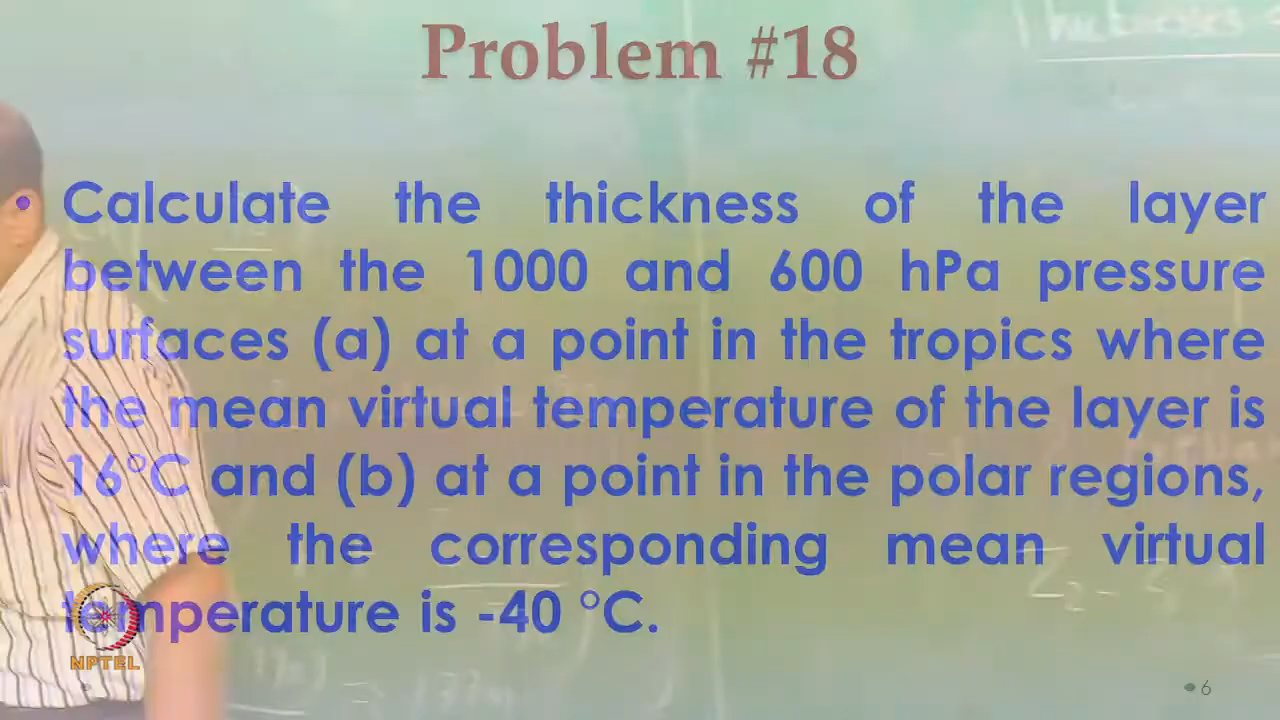 Problem #18
• Calculate the thickness of the layer
between the 1000 and 600 hPa pressure
surfaces (a) at a point in the tropics where
the mean virtual temperature of the layer is
16°C and (b) at a point in the polar regions,
where the corresponding mean virtual
temperature is -40 °C.
NPTEL
6